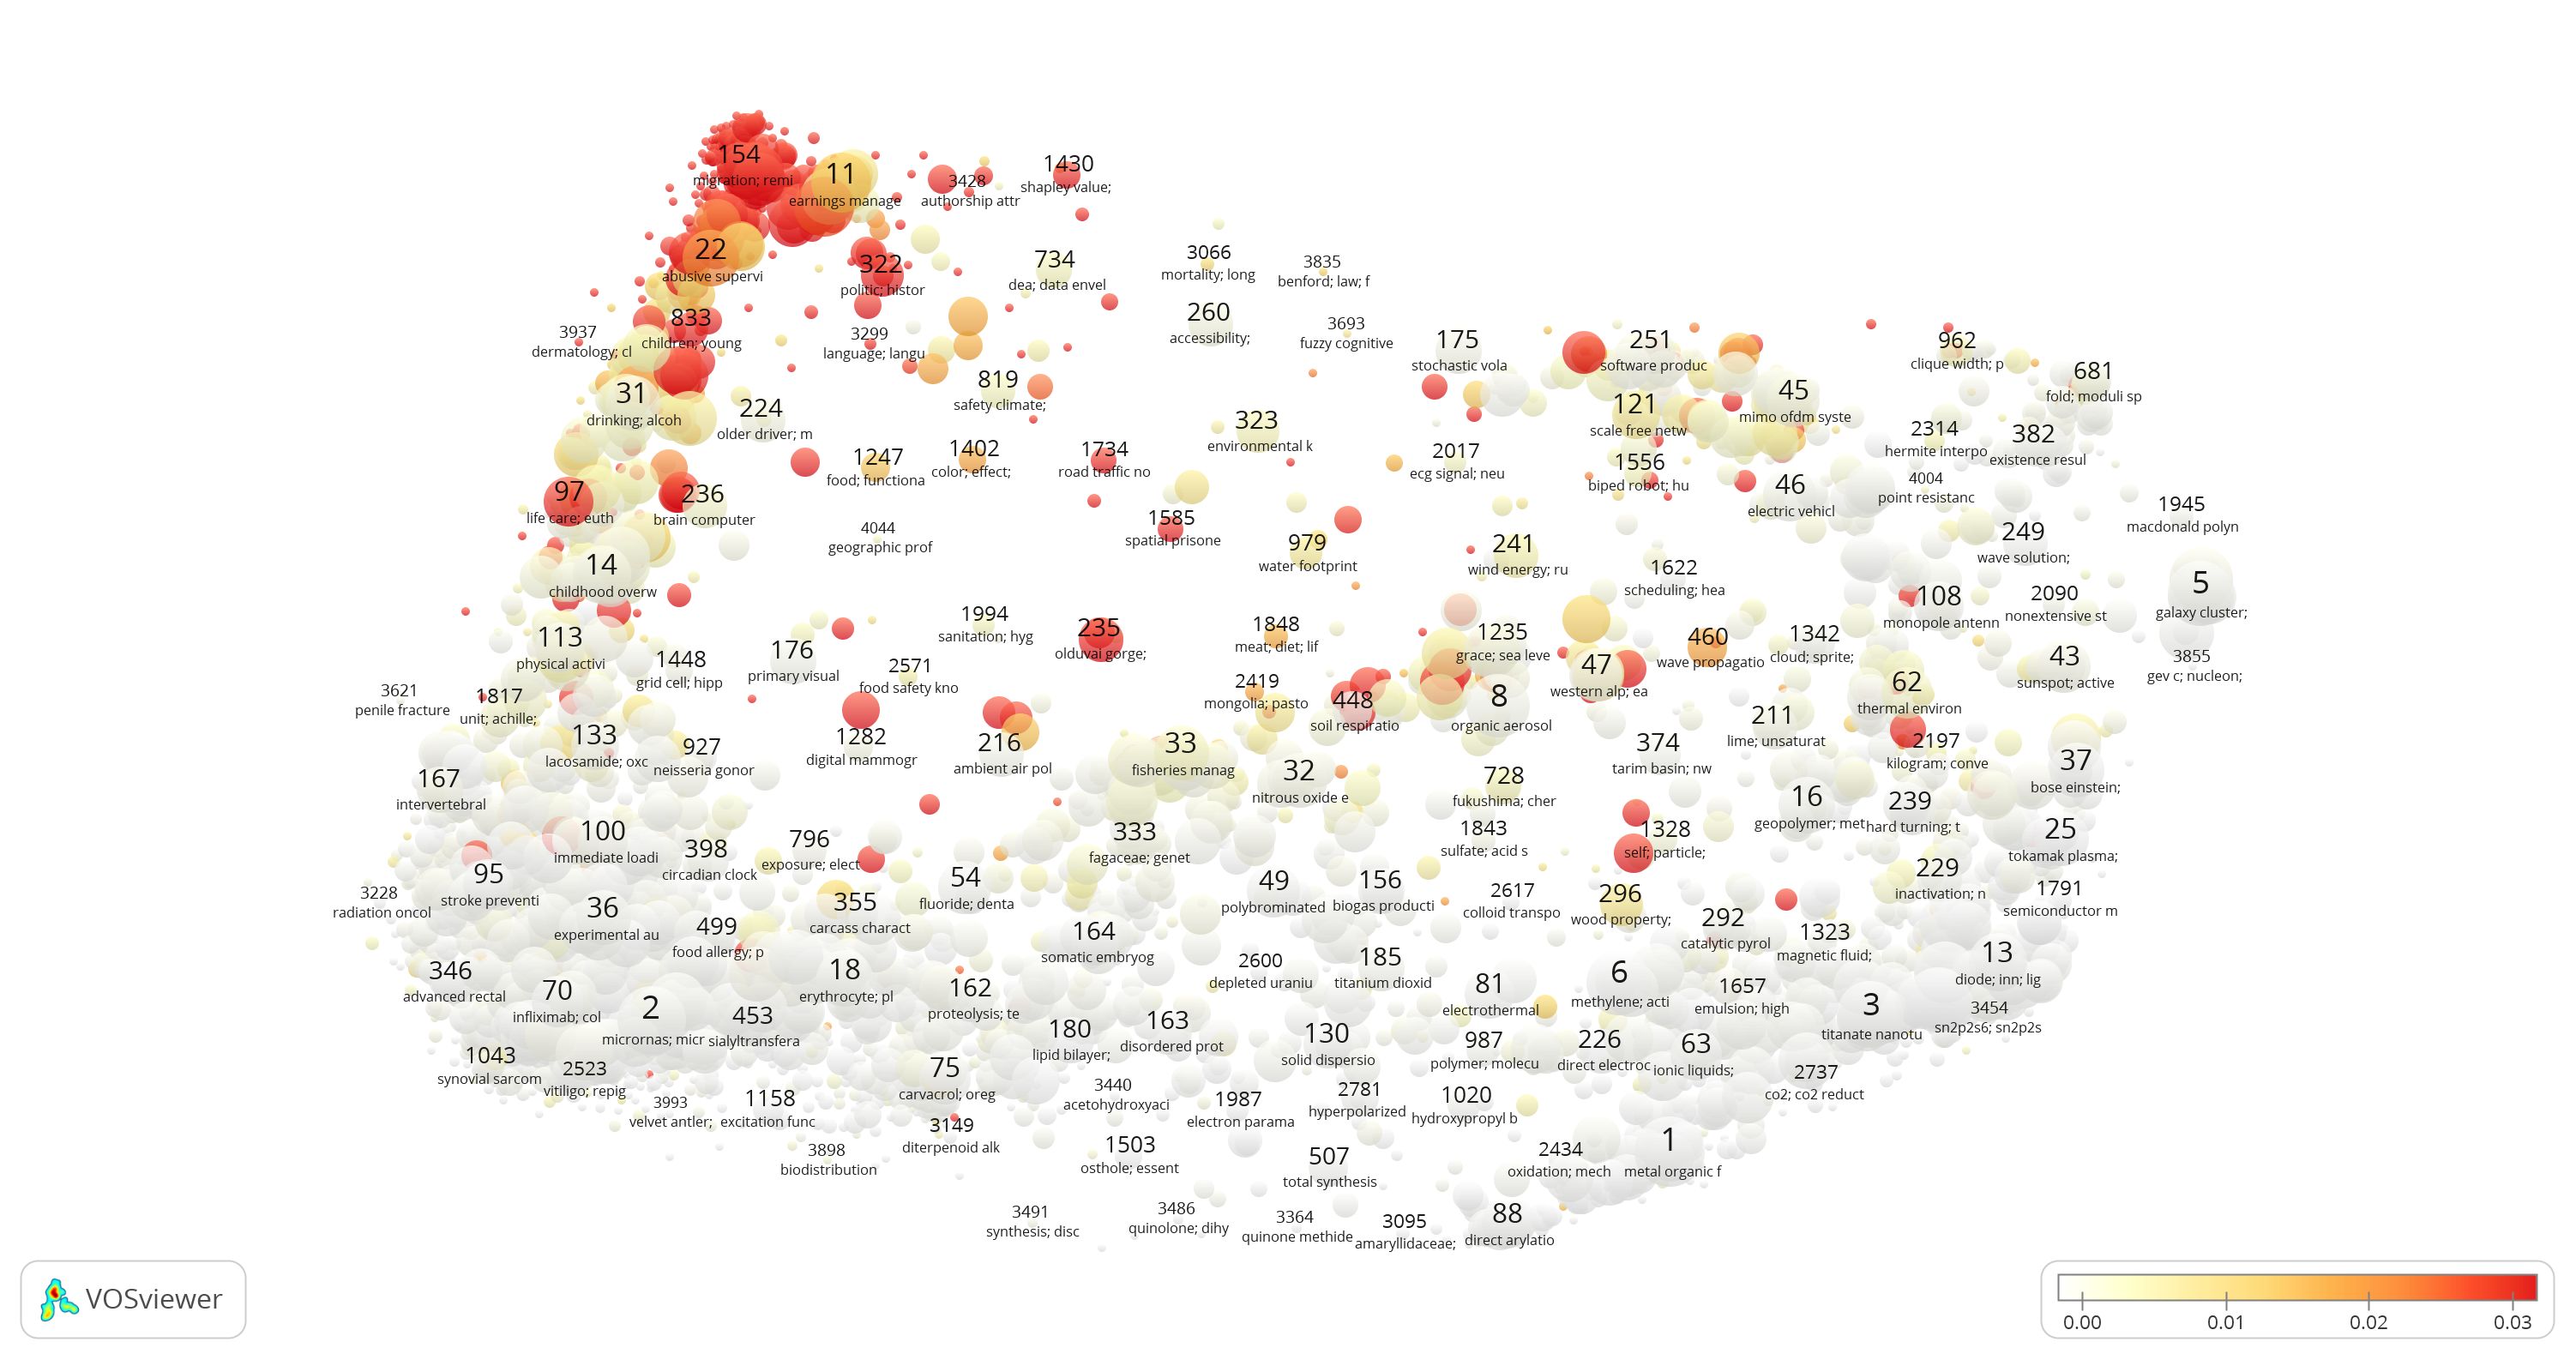 154
migration; remi
11
earnings manage
3428
authorship attr
1430
shapley value;
22
abusive supervi
322
politic; histor
734
dea; data envel
3066
mortality; long
3835
benford; law; f
833
children; young
3937
dermatology; cl
3299
language; langu
260
accessibility;
3693
fuzzy cognitive
175
stochastic vola
251
software produc
962
clique width; p
681
fold; moduli sp
31
drinking; alcoh
224
older driver; m
819
safety climate;
323
environmental k
121
scale free netw
45
mimo ofdm syste
2314
hermite interpo
382
existence resul
1247
food; functiona
1402
color; effect;
1734
road traffic no
2017
ecg signal; neu
1556
biped robot; hu
46
electric vehicl
4004
point resistanc
1945
macdonald polyn
97
life care; euth
236
brain computer
4044
geographic prof
1585
spatial prisone
979
water footprint
241
wind energy; ru
1622
scheduling; hea
249
wave solution;
14
childhood overw
108
monopole antenn
2090
nonextensive st
5
galaxy cluster;
113
physical activi
1448
grid cell; hipp
176
primary visual
1994
sanitation; hyg
2571
food safety kno
235
olduvai gorge;
1848
meat; diet; lif
1235
grace; sea leve
47
western alp; ea
460
wave propagatio
1342
cloud; sprite;
43
sunspot; active
3855
gev c; nucleon;
3621
penile fracture
1817
unit; achille;
2419
mongolia; pasto
448
soil respiratio
8
organic aerosol
62
thermal environ
211
lime; unsaturat
133
lacosamide; oxc
927
neisseria gonor
1282
digital mammogr
216
ambient air pol
33
fisheries manag
32
nitrous oxide e
374
tarim basin; nw
2197
kilogram; conve
37
bose einstein;
167
intervertebral
728
fukushima; cher
16
geopolymer; met
239
hard turning; t
100
immediate loadi
398
circadian clock
796
exposure; elect
333
fagaceae; genet
1843
sulfate; acid s
1328
self; particle;
25
tokamak plasma;
95
stroke preventi
3228
radiation oncol
54
fluoride; denta
49
polybrominated
156
biogas producti
2617
colloid transpo
296
wood property;
229
inactivation; n
1791
semiconductor m
36
experimental au
499
food allergy; p
355
carcass charact
164
somatic embryog
292
catalytic pyrol
1323
magnetic fluid;
13
diode; inn; lig
346
advanced rectal
70
infliximab; col
2
micrornas; micr
453
sialyltransfera
18
erythrocyte; pl
162
proteolysis; te
2600
depleted uraniu
185
titanium dioxid
81
electrothermal
6
methylene; acti
1657
emulsion; high
3
titanate nanotu
3454
sn2p2s6; sn2p2s
180
lipid bilayer;
163
disordered prot
130
solid dispersio
987
polymer; molecu
226
direct electroc
63
ionic liquids;
1043
synovial sarcom
2523
vitiligo; repig
3993
velvet antler;
1158
excitation func
75
carvacrol; oreg
3440
acetohydroxyaci
1987
electron parama
2781
hyperpolarized
1020
hydroxypropyl b
2737
co2; co2 reduct
3898
biodistribution
3149
diterpenoid alk
1503
osthole; essent
507
total synthesis
2434
oxidation; mech
1
metal organic f
3491
synthesis; disc
3486
quinolone; dihy
3364
quinone methide
3095
amaryllidaceae;
88
direct arylatio
VOSviewer
0.00
0.01
0.02
0.03